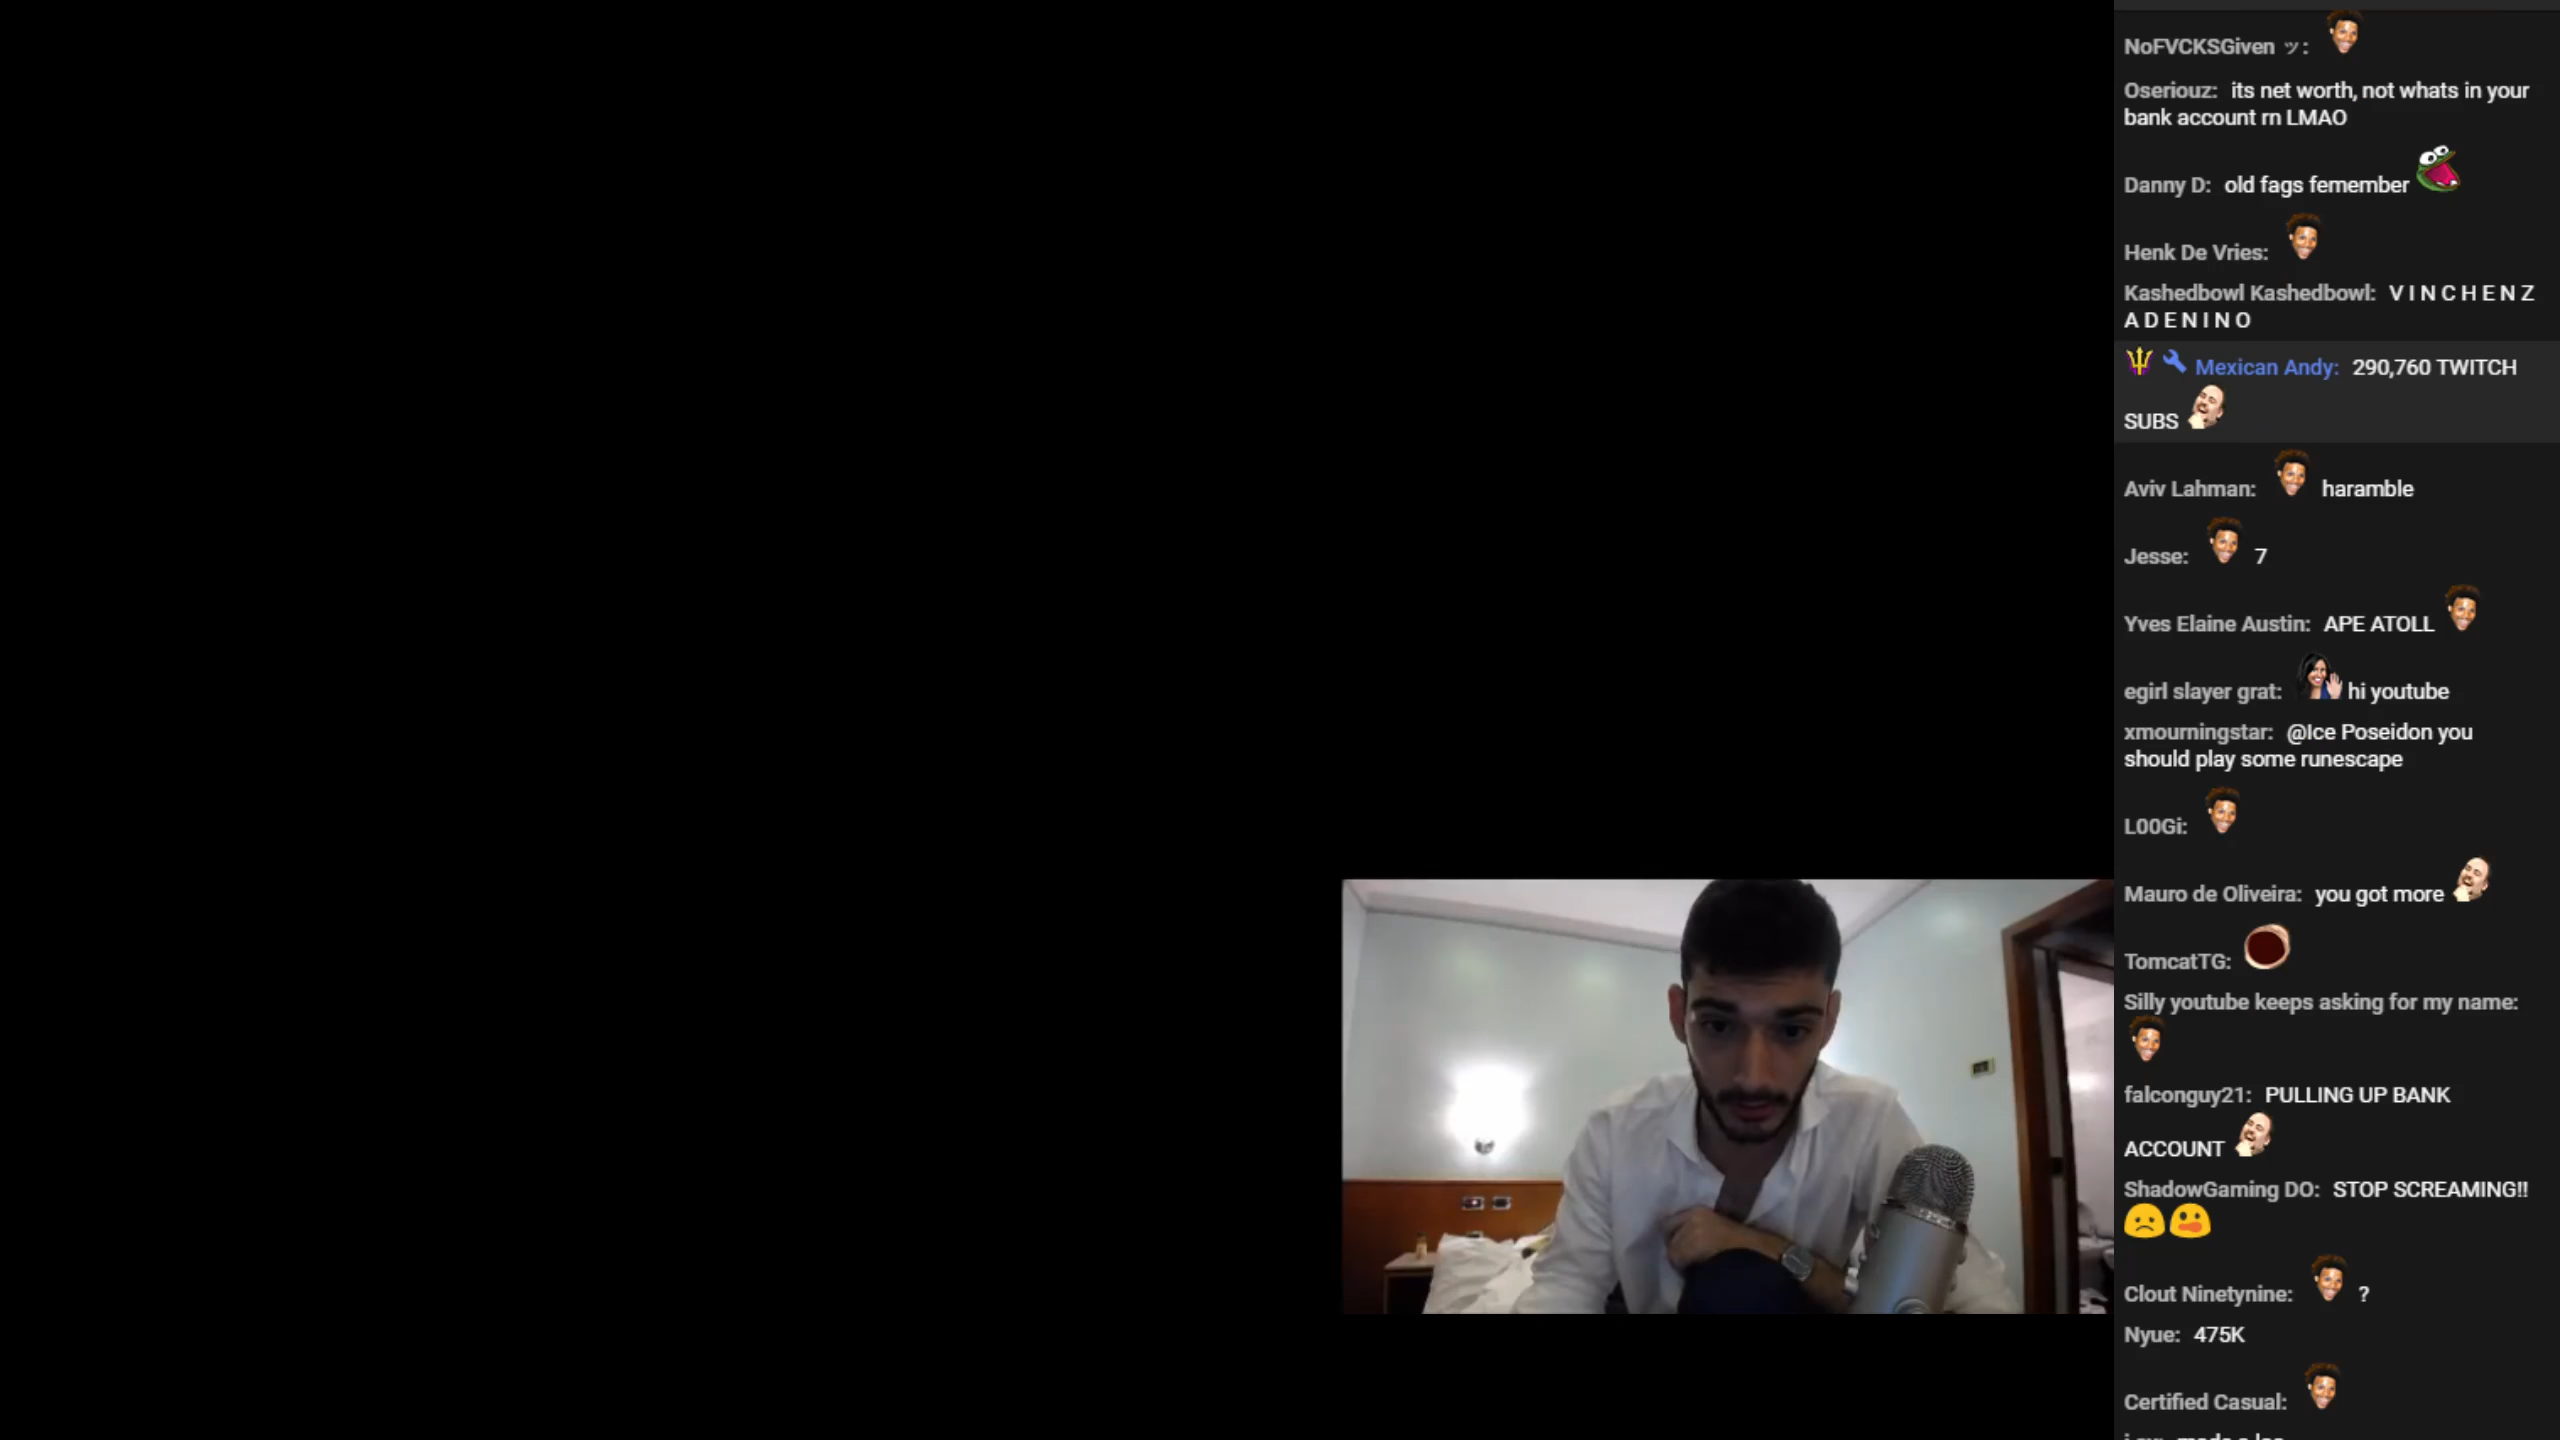 NoFVCKSGiven ッ:
Oseriouz: its net worth, not whats in your
bank account rn LMAO
Danny D: old fags femember
Henk De Vries:
Kashedbowl Kashedbowl: V I N C H E N Z
A D E N I N O
Mexican Andy: 290,760 TWITCH
SUBS
Aviv Lahman: haramble
Jesse: 7
Yves Elaine Austin: APE ATOLL
egirl slayer grat: hi youtube
xmourningstar: @Ice Poseidon you
should play some runescape
L00Gi:
Mauro de Oliveira: you got more
TomcatTG:
Silly youtube keeps asking for my name:
falconguy21: PULLING UP BANK
ACCOUNT
ShadowGaming DO: STOP SCREAMING!!
Clout Ninetynine: ?
Nyue: 475K
Certified Casual: